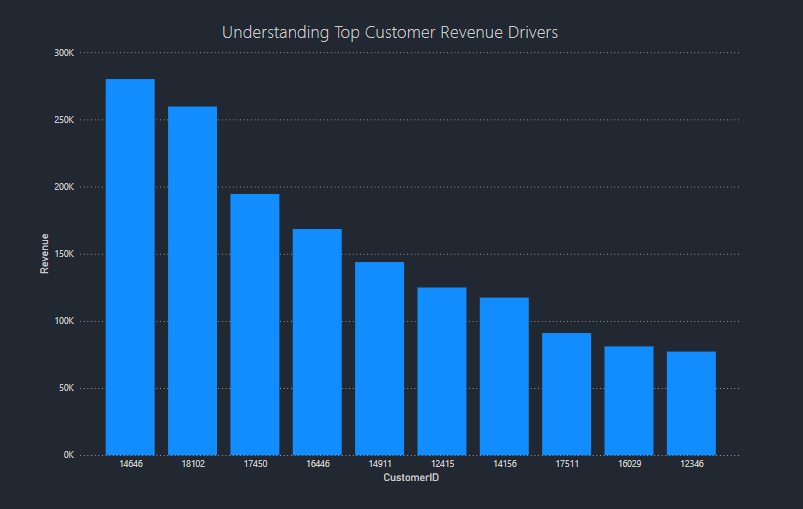 Understanding Top Customer Revenue Drivers
300K
250K
200K
150K
100K
50K
0K
Revenue
14646 18102 17450 16446 14911 12415 14156 17511 16029 12346
CustomerID